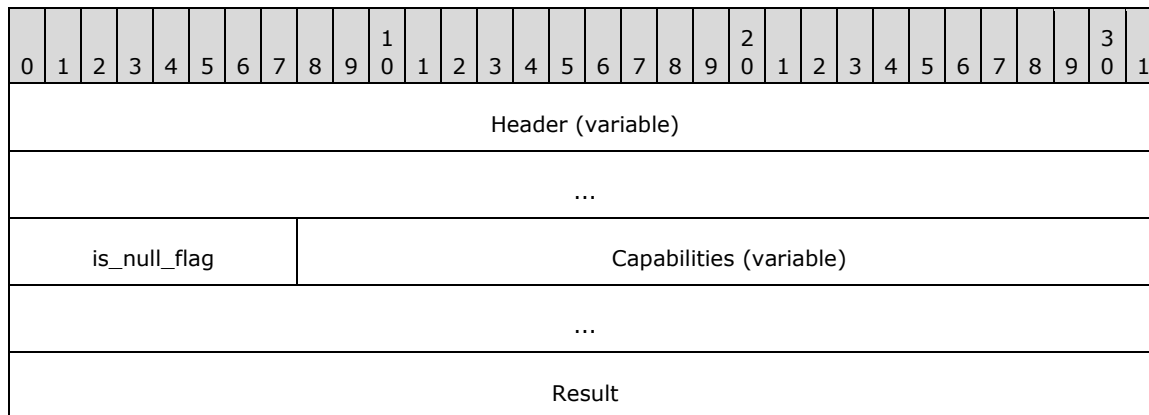 0 1 2 3 4 5 6 7 8 9 1 0 1 2 3 4 5 6 7 8 9 2 0 1 2 3 4 5 6 7 8 9 3 0 1
Header (variable)
...
is_null_flag Capabilities (variable)
...
Result